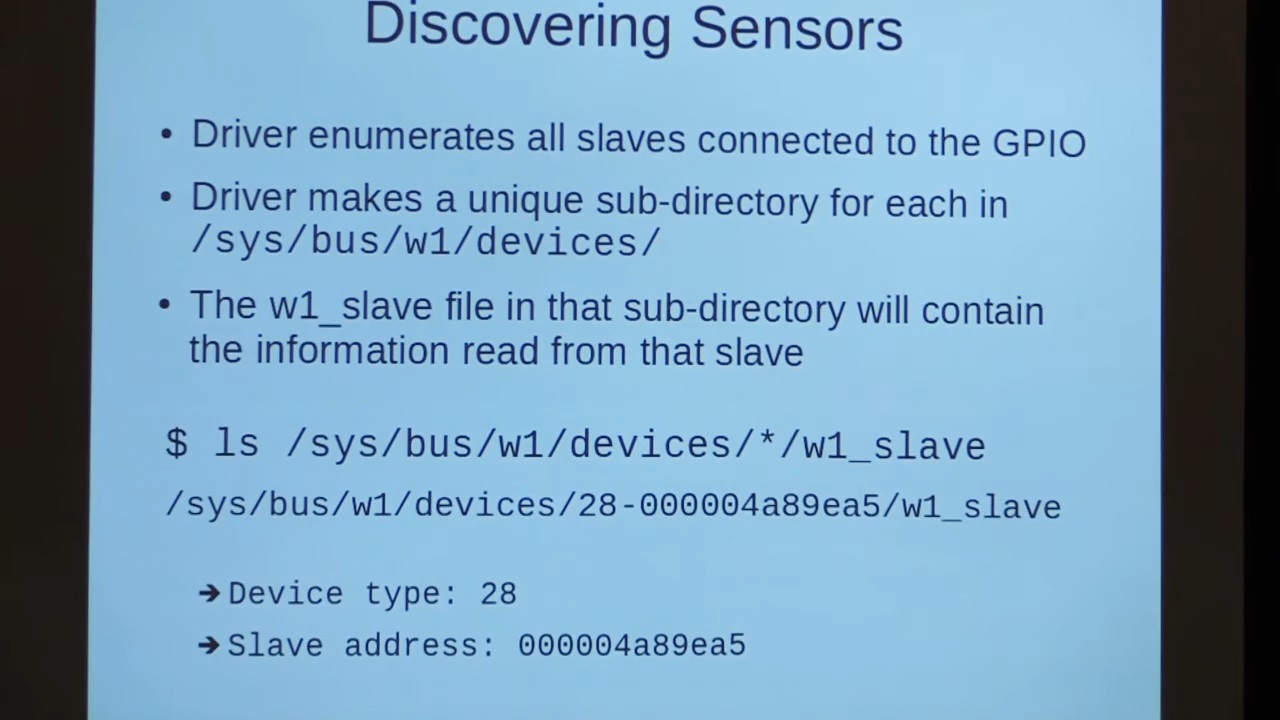 Discovering Sensors
• Driver enumerates all slaves connected to the GPIO
• Driver makes a unique sub-directory for each in
/sys/bus/w1/devices/
• The w1_slave file in that sub-directory will contain
the information read from that slave
$ ls /sys/bus/w1/devices/*/w1_slave
/sys/bus/w1/devices/28-000004a89ea5/w1_slave
➔ Device type: 28
➔ Slave address: 000004a89ea5